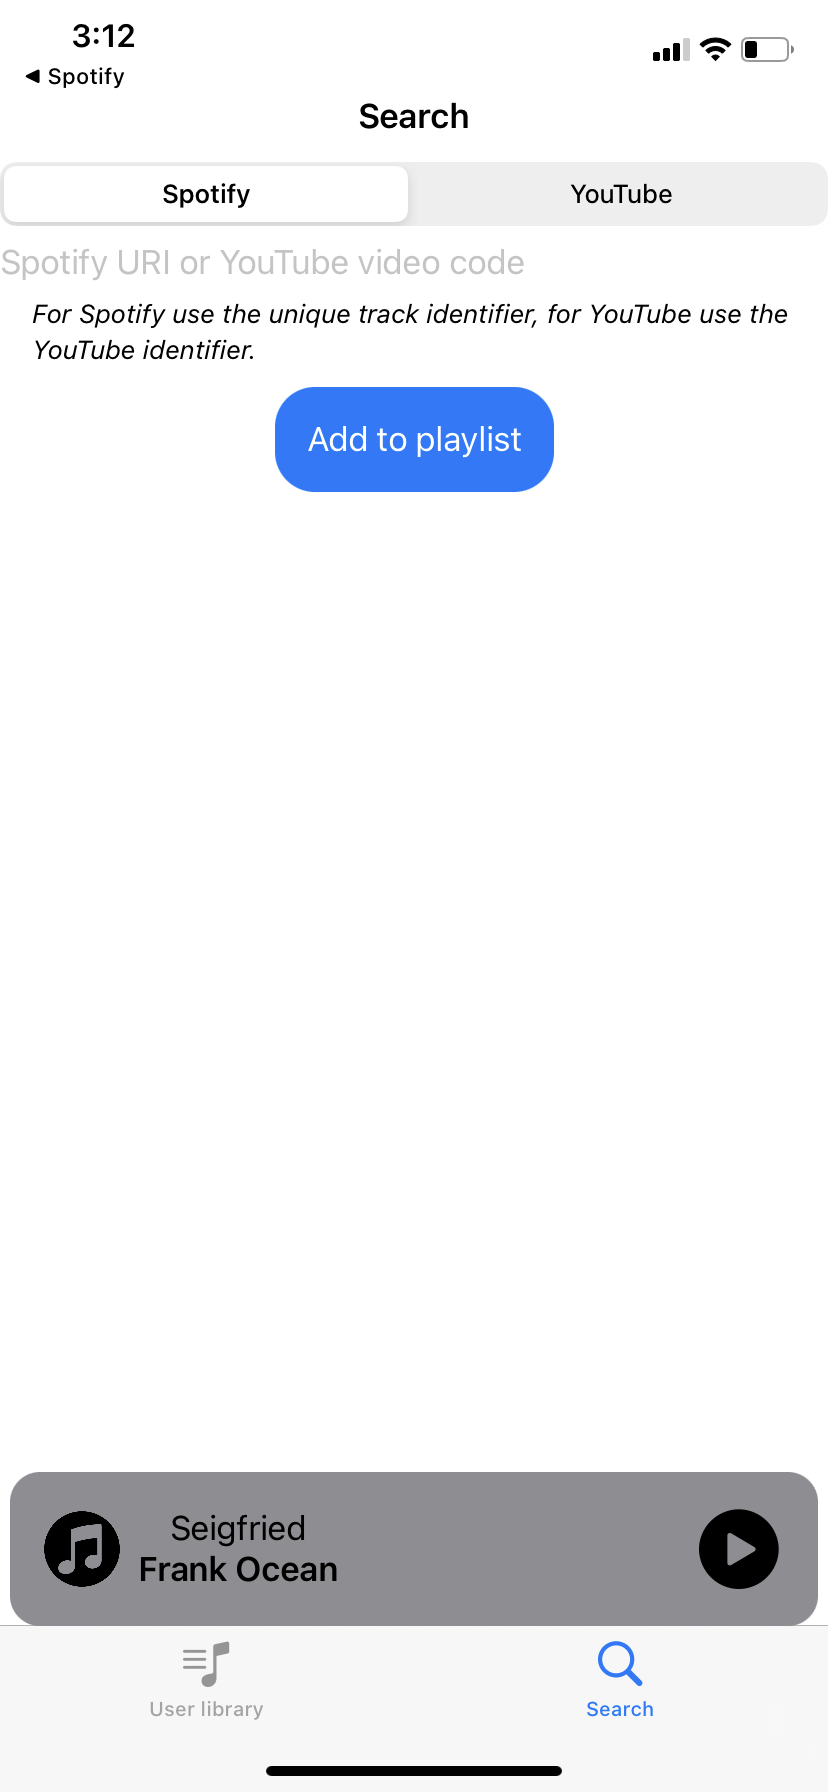 3:12
◀ Spotify
Search
Spotify
YouTube
Spotify URI or YouTube video code
For Spotify use the unique track identifier, for YouTube use the
YouTube identifier.
Add to playlist
Seigfried
Frank Ocean
User library
Search